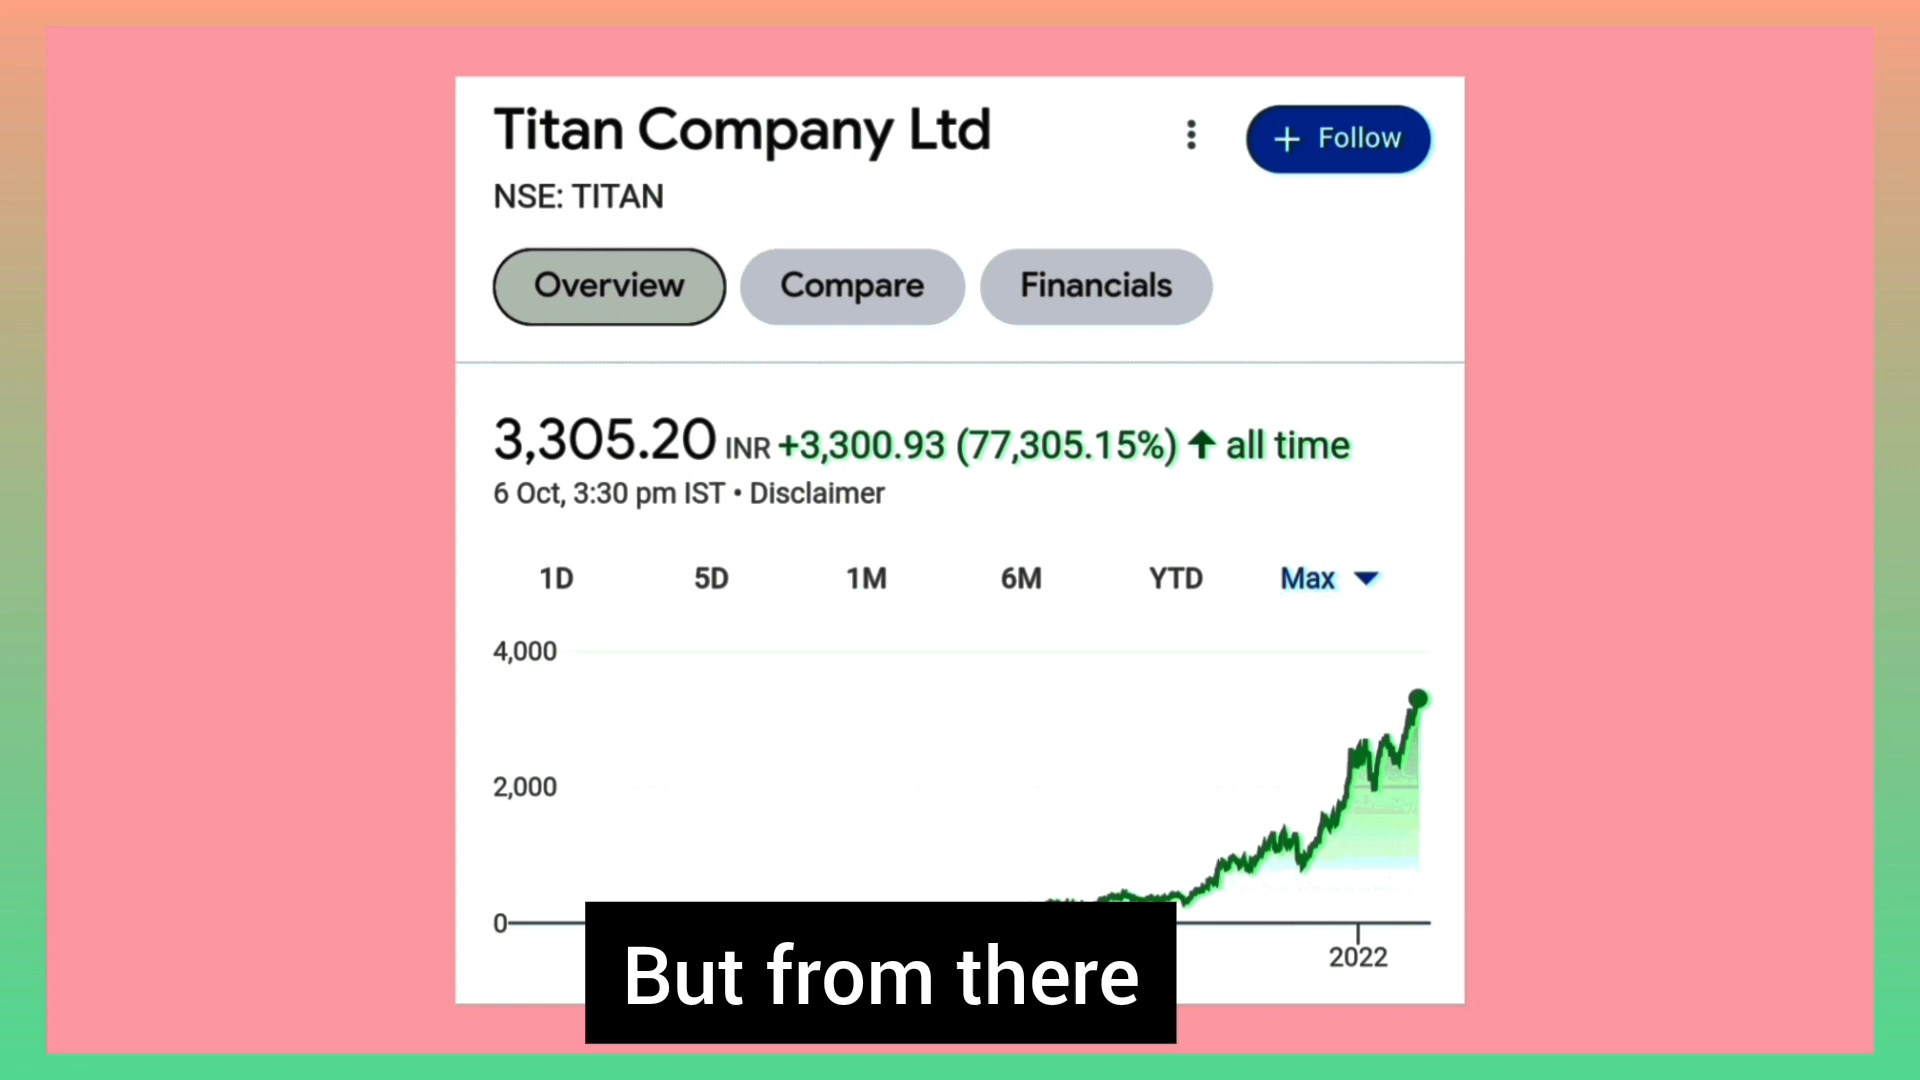 Titan Company Ltd
+ Follow
NSE: TITAN
Overview
Compare
Financials
3,305.20 INR +3,300.93 (77,305.15%) ↑ all time
6 Oct, 3:30 pm IST • Disclaimer
1D 5D 1M 6M YTD Max
4,000
2,000
0
2022
But from there